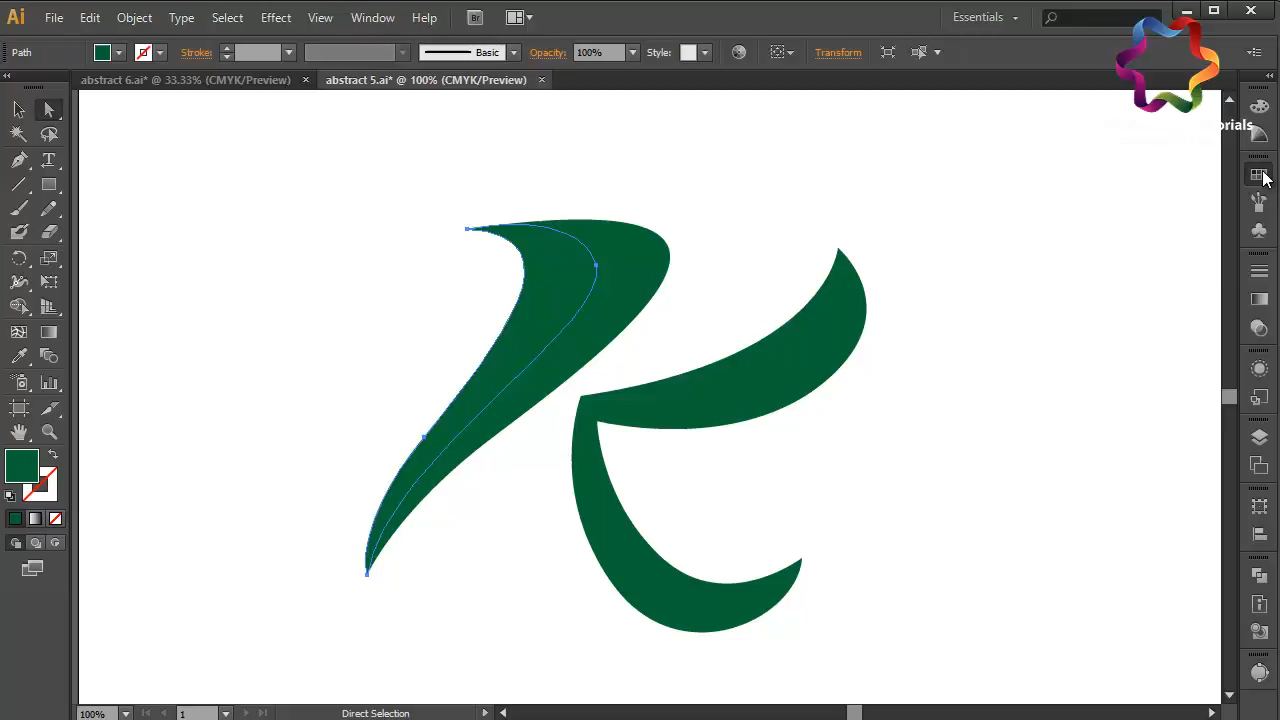 Ai File Edit Object Type Select Effect View Window Help Br Essentials
Path Stroke: Basic Opacity: 100% Style: Transform
abstract 6.ai* @ 33.33% (CMYK/Preview) × abstract 5.ai* @ 100% (CMYK/Preview) ×
orials
T
100% 1 Direct Selection